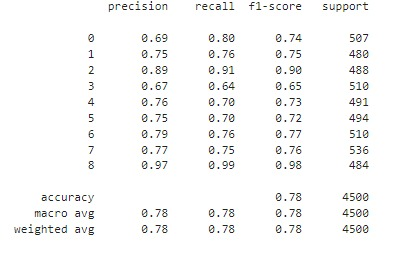 precision recall f1-score support
0 0.69 0.80 0.74 507
1 0.75 0.76 0.75 480
2 0.89 0.91 0.90 488
3 0.67 0.64 0.65 510
4 0.76 0.70 0.73 491
5 0.75 0.70 0.72 494
6 0.79 0.76 0.77 510
7 0.77 0.75 0.76 536
8 0.97 0.99 0.98 484
accuracy 0.78 4500
macro avg 0.78 0.78 0.78 4500
weighted avg 0.78 0.78 0.78 4500